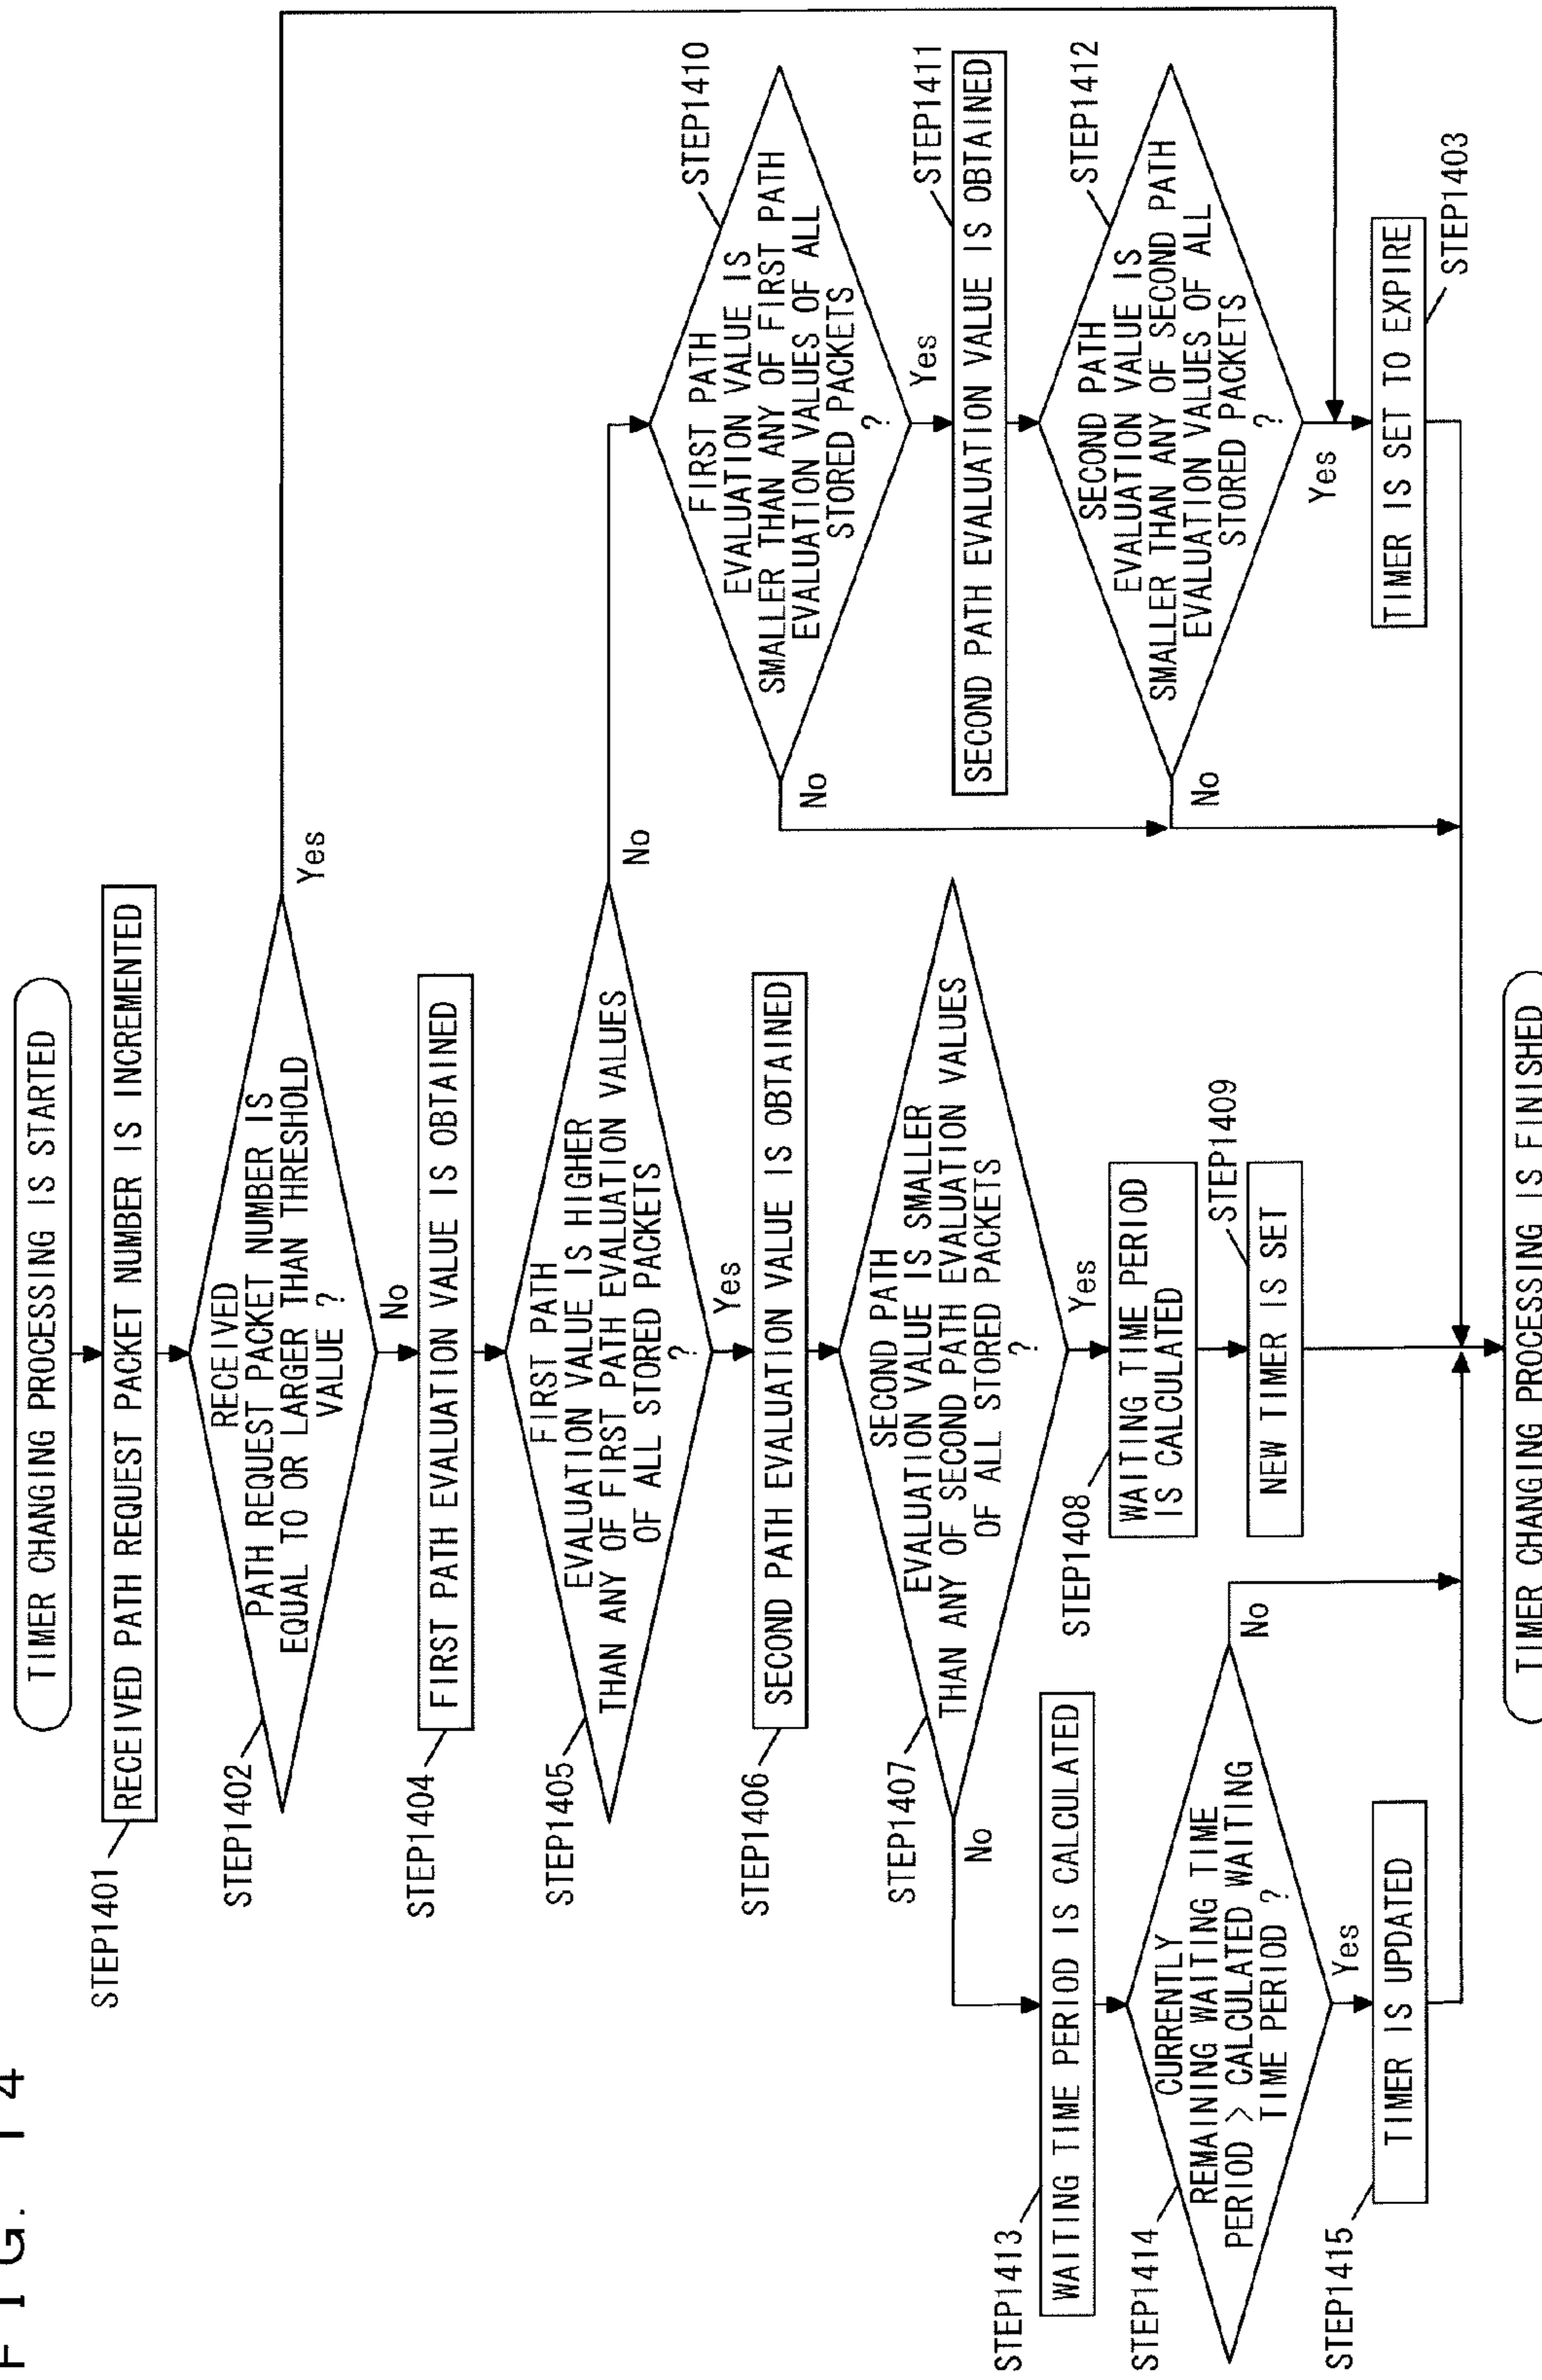 FIG. 14
TIMER CHANGING PROCESSING IS STARTED
STEP1401
RECEIVED PATH REQUEST PACKET NUMBER IS INCREMENTED
STEP1402
RECEIVED
PATH REQUEST PACKET NUMBER IS
EQUAL TO OR LARGER THAN THRESHOLD
VALUE ?
Yes
No
STEP1404
FIRST PATH EVALUATION VALUE IS OBTAINED
STEP1405
FIRST PATH
EVALUATION VALUE IS HIGHER
THAN ANY OF FIRST PATH EVALUATION VALUES
OF ALL STORED PACKETS
?
No
Yes
STEP1406
SECOND PATH EVALUATION VALUE IS OBTAINED
STEP1407
SECOND PATH
EVALUATION VALUE IS SMALLER
THAN ANY OF SECOND PATH EVALUATION VALUES
OF ALL STORED PACKETS
?
No
Yes
STEP1408
WAITING TIME PERIOD
IS CALCULATED
STEP1409
NEW TIMER IS SET
STEP1410
FIRST PATH
EVALUATION VALUE IS
SMALLER THAN ANY OF FIRST PATH
EVALUATION VALUES OF ALL
STORED PACKETS
?
No
Yes
STEP1411
SECOND PATH EVALUATION VALUE IS OBTAINED
STEP1412
SECOND PATH
EVALUATION VALUE IS
SMALLER THAN ANY OF SECOND PATH
EVALUATION VALUES OF ALL
STORED PACKETS
?
No
Yes
TIMER IS SET TO EXPIRE
STEP1403
STEP1413
WAITING TIME PERIOD IS CALCULATED
STEP1414
CURRENTLY
REMAINING WAITING TIME
PERIOD > CALCULATED WAITING
TIME PERIOD ?
No
Yes
STEP1415
TIMER IS UPDATED
TIMER CHANGING PROCESSING IS FINISHED